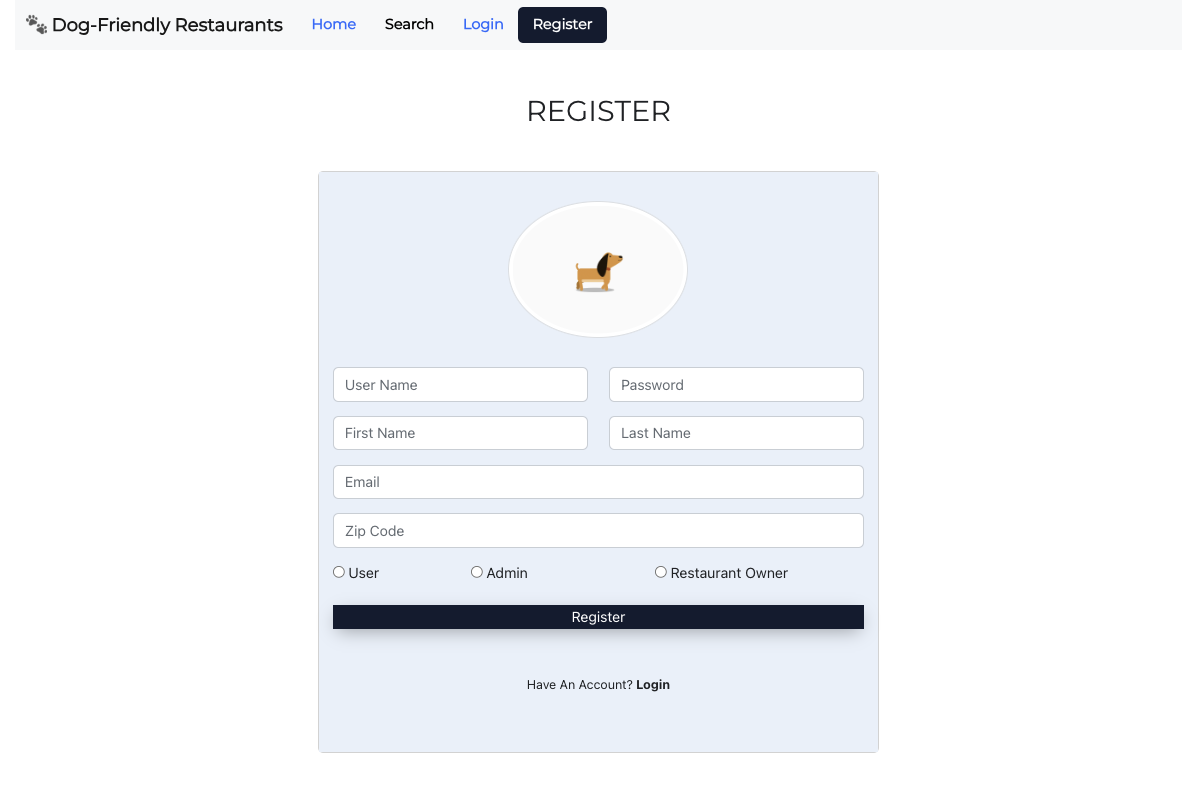 Dog-Friendly Restaurants Home Search Login Register
REGISTER
User Name Password
First Name Last Name
Email
Zip Code
User Admin Restaurant Owner
Register
Have An Account? Login